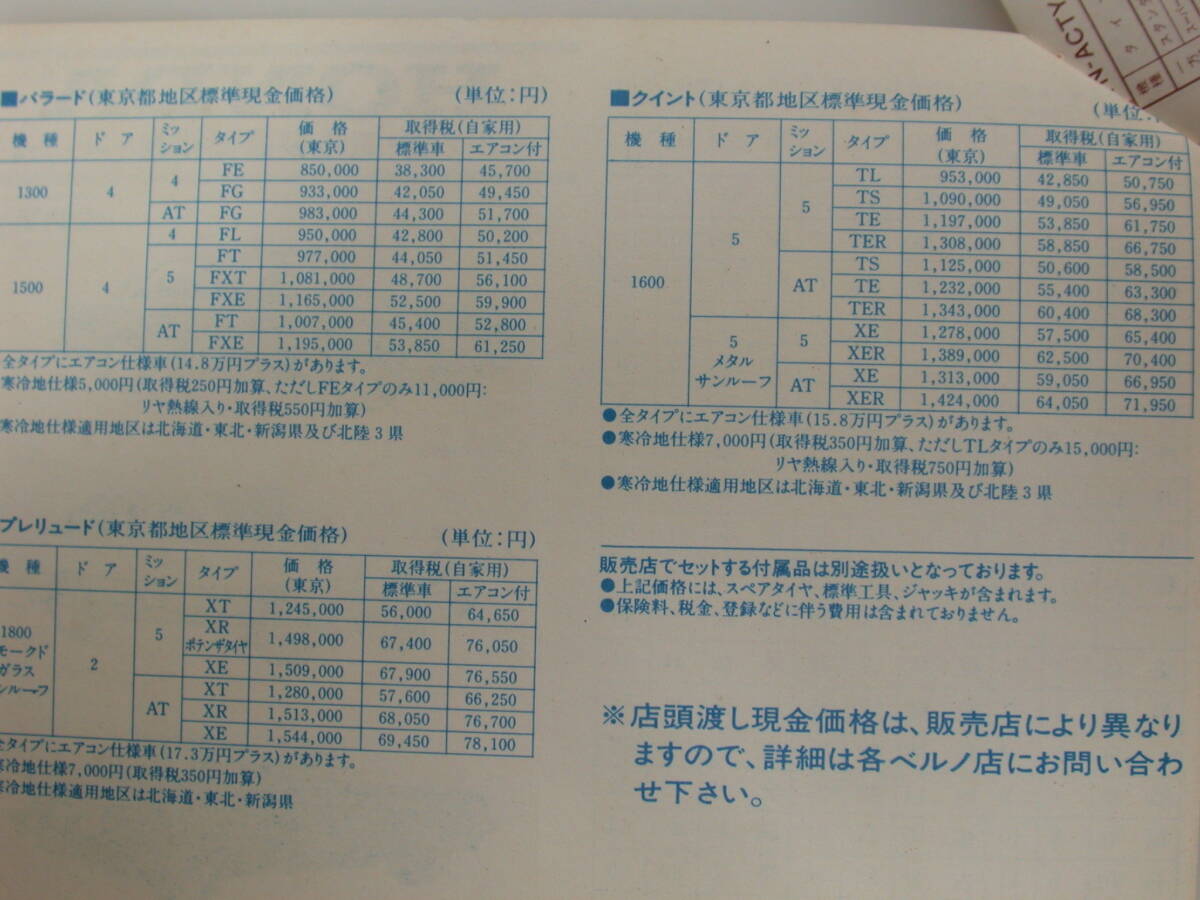 ■バラード(東京都地区標準現金価格) (単位:円)
機種 ドア ミッション タイプ 価格(東京) 取得税(自家用)
標準車 エアコン付
1300 4 4 FE 850,000 38,300 45,700
FG 933,000 42,050 49,450
AT FG 983,000 44,300 51,700
1500 4 4 FL 950,000 42,800 50,200
5 FT 977,000 44,050 51,450
FXT 1,081,000 48,700 56,100
FXE 1,165,000 52,500 59,900
AT FT 1,007,000 45,400 52,800
FXE 1,195,000 53,850 61,250
全タイプにエアコン仕様車(14.8万円プラス)があります。
寒冷地仕様5,000円(取得税250円加算、ただしFEタイプのみ11,000円:
リヤ熱線入り・取得税550円加算)
寒冷地仕様適用地区は北海道・東北・新潟県及び北陸3県
プレリュード(東京都地区標準現金価格) (単位:円)
機種 ドア ミッション タイプ 価格(東京) 取得税(自家用)
標準車 エアコン付
1800
モークド
ガラス
ンルーフ
2 5 XT 1,245,000 56,000 64,650
XR
ポテンザタイヤ 1,498,000 67,400 76,050
XE 1,509,000 67,900 76,550
AT XT 1,280,000 57,600 66,250
XR 1,513,000 68,050 76,700
XE 1,544,000 69,450 78,100
全タイプにエアコン仕様車(17.3万円プラス)があります。
寒冷地仕様7,000円(取得税350円加算)
寒冷地仕様適用地区は北海道・東北・新潟県
■クイント(東京都地区標準現金価格) (単位:
機種 ドア ミッション タイプ 価格(東京) 取得税(自家用)
標準車 エアコン付
1600 5 5 TL 953,000 42,850 50,750
TS 1,090,000 49,050 56,950
TE 1,197,000 53,850 61,750
TER 1,308,000 58,850 66,750
AT TS 1,125,000 50,600 58,500
TE 1,232,000 55,400 63,300
TER 1,343,000 60,400 68,300
5
メタル
サンルーフ
5 XE 1,278,000 57,500 65,400
XER 1,389,000 62,500 70,400
AT XE 1,313,000 59,050 66,950
XER 1,424,000 64,050 71,950
●全タイプにエアコン仕様車(15.8万円プラス)があります。
●寒冷地仕様7,000円(取得税350円加算、ただしTLタイプのみ15,000円:
リヤ熱線入り・取得税750円加算)
●寒冷地仕様適用地区は北海道・東北・新潟県及び北陸3県
販売店でセットする付属品は別途扱いとなっております。
●上記価格には、スペアタイヤ、標準工具、ジャッキが含まれます。
●保険料、税金、登録などに伴う費用は含まれておりません。
※店頭渡し現金価格は、販売店により異なり
ますので、詳細は各ベルノ店にお問い合わ
せ下さい。
N-ACTY
機種
タイ
スタンダ